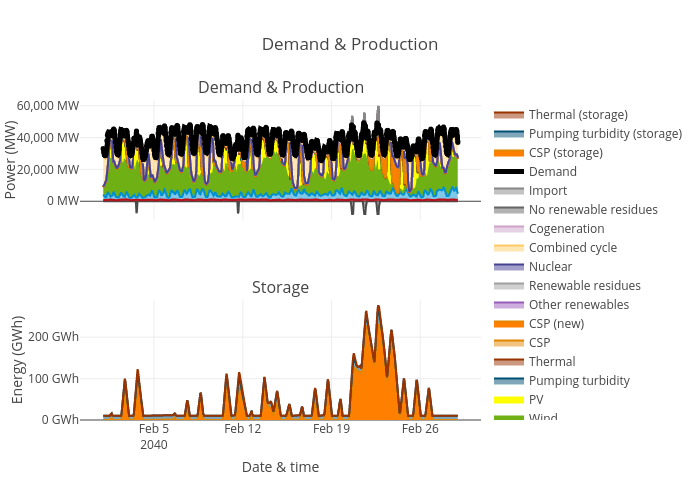 Demand & Production
Demand & Production
60,000 MW
40,000 MW
20,000 MW
0 MW
Power (MW)
Storage
200 GWh
100 GWh
0 GWh
Energy (GWh)
Feb 5
2040
Feb 12
Feb 19
Feb 26
Date & time
Thermal (storage)
Pumping turbidity (storage)
CSP (storage)
Demand
Import
No renewable residues
Cogeneration
Combined cycle
Nuclear
Renewable residues
Other renewables
CSP (new)
CSP
Thermal
Pumping turbidity
PV
Wind